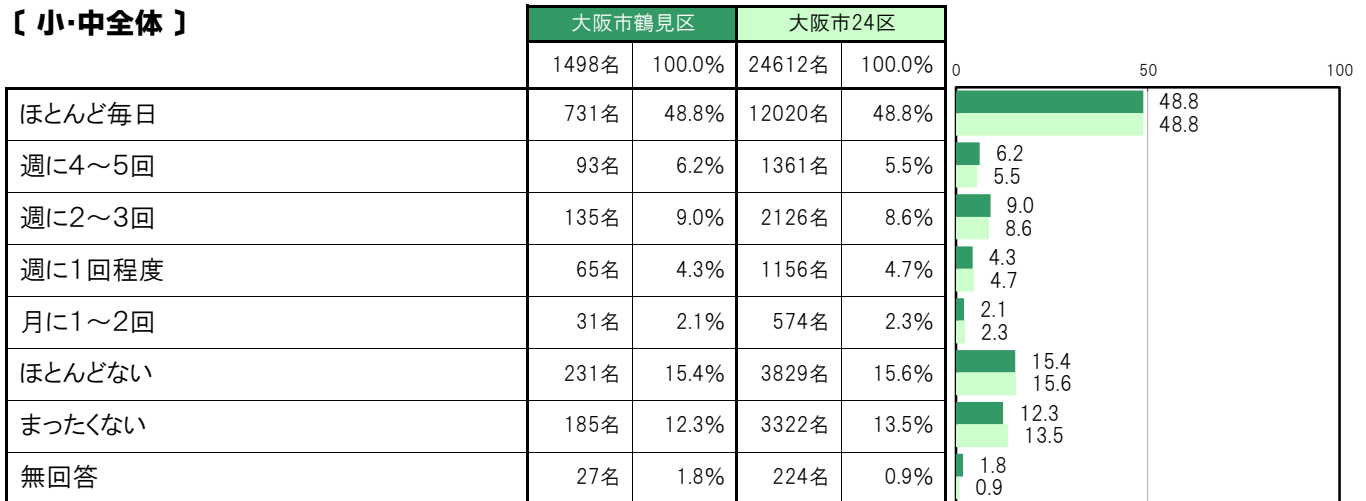 〔 小・中全体 〕
大阪市鶴見区 大阪市24区
1498名 100.0% 24612名 100.0% 0 50 100
ほとんど毎日 731名 48.8% 12020名 48.8% 48.8
48.8
週に4～5回 93名 6.2% 1361名 5.5% 6.2
5.5
週に2～3回 135名 9.0% 2126名 8.6% 9.0
8.6
週に1回程度 65名 4.3% 1156名 4.7% 4.3
4.7
月に1～2回 31名 2.1% 574名 2.3% 2.1
2.3
ほとんどない 231名 15.4% 3829名 15.6% 15.4
15.6
まったくない 185名 12.3% 3322名 13.5% 12.3
13.5
無回答 27名 1.8% 224名 0.9% 1.8
0.9